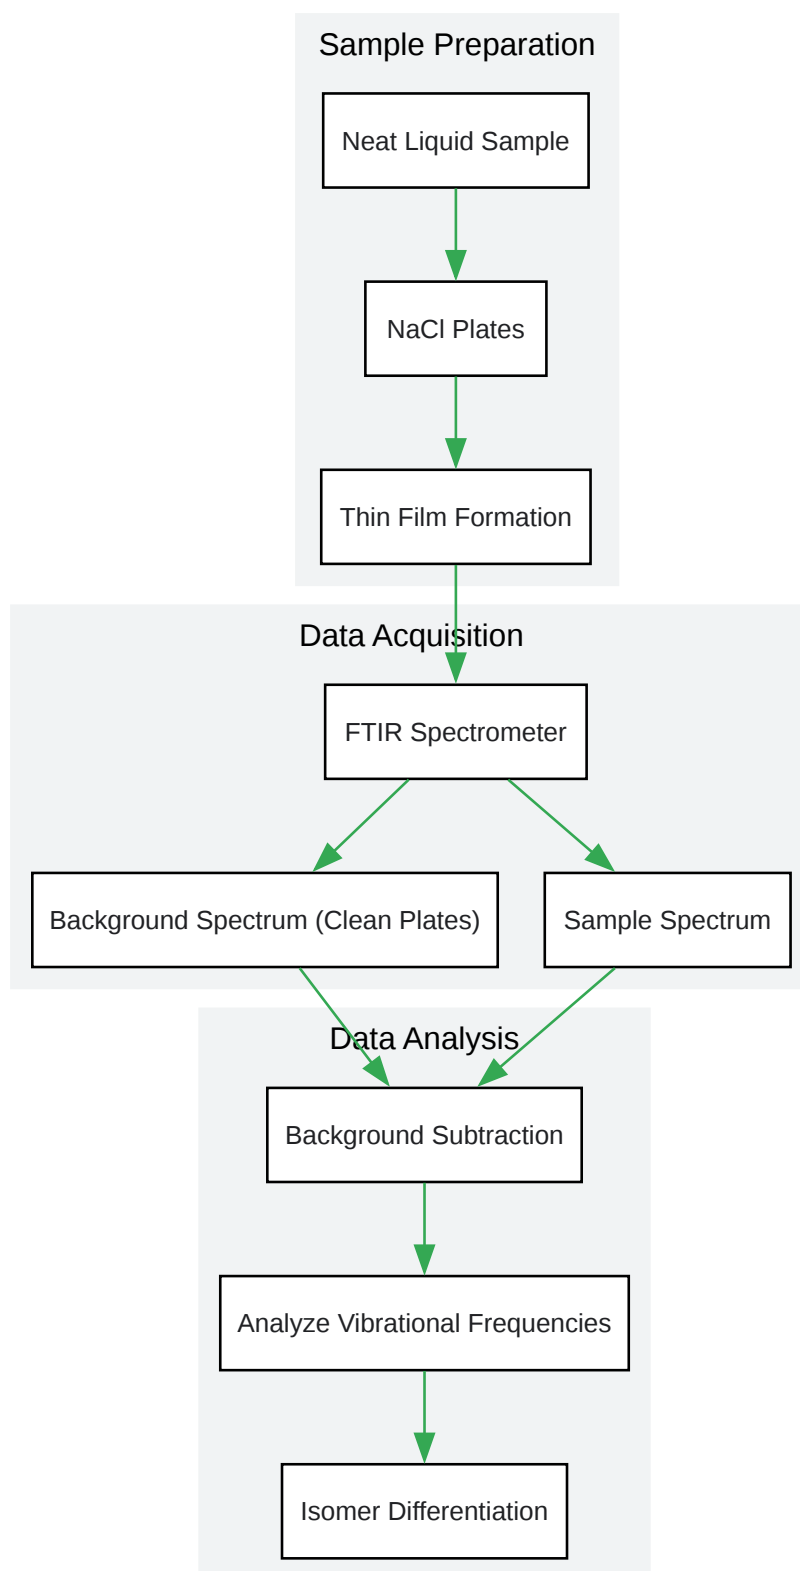 Sample Preparation
Neat Liquid Sample
NaCl Plates
Thin Film Formation
Data Acquisition
FTIR Spectrometer
Background Spectrum (Clean Plates)
Sample Spectrum
Data Analysis
Background Subtraction
Analyze Vibrational Frequencies
Isomer Differentiation